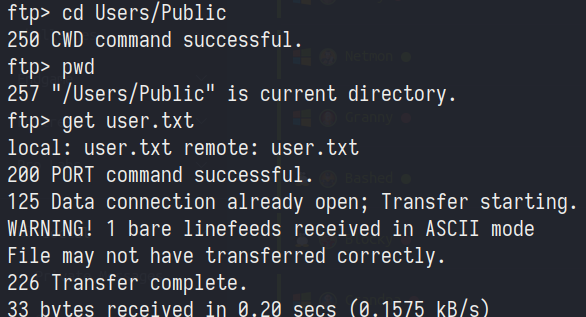 ftp> cd Users/Public
250 CWD command successful.
ftp> pwd
257 "/Users/Public" is current directory.
ftp> get user.txt
local: user.txt remote: user.txt
200 PORT command successful.
125 Data connection already open; Transfer starting.
WARNING! 1 bare linefeeds received in ASCII mode
File may not have transferred correctly.
226 Transfer complete.
33 bytes received in 0.20 secs (0.1575 kB/s)
Netmon
Granny
Bashed